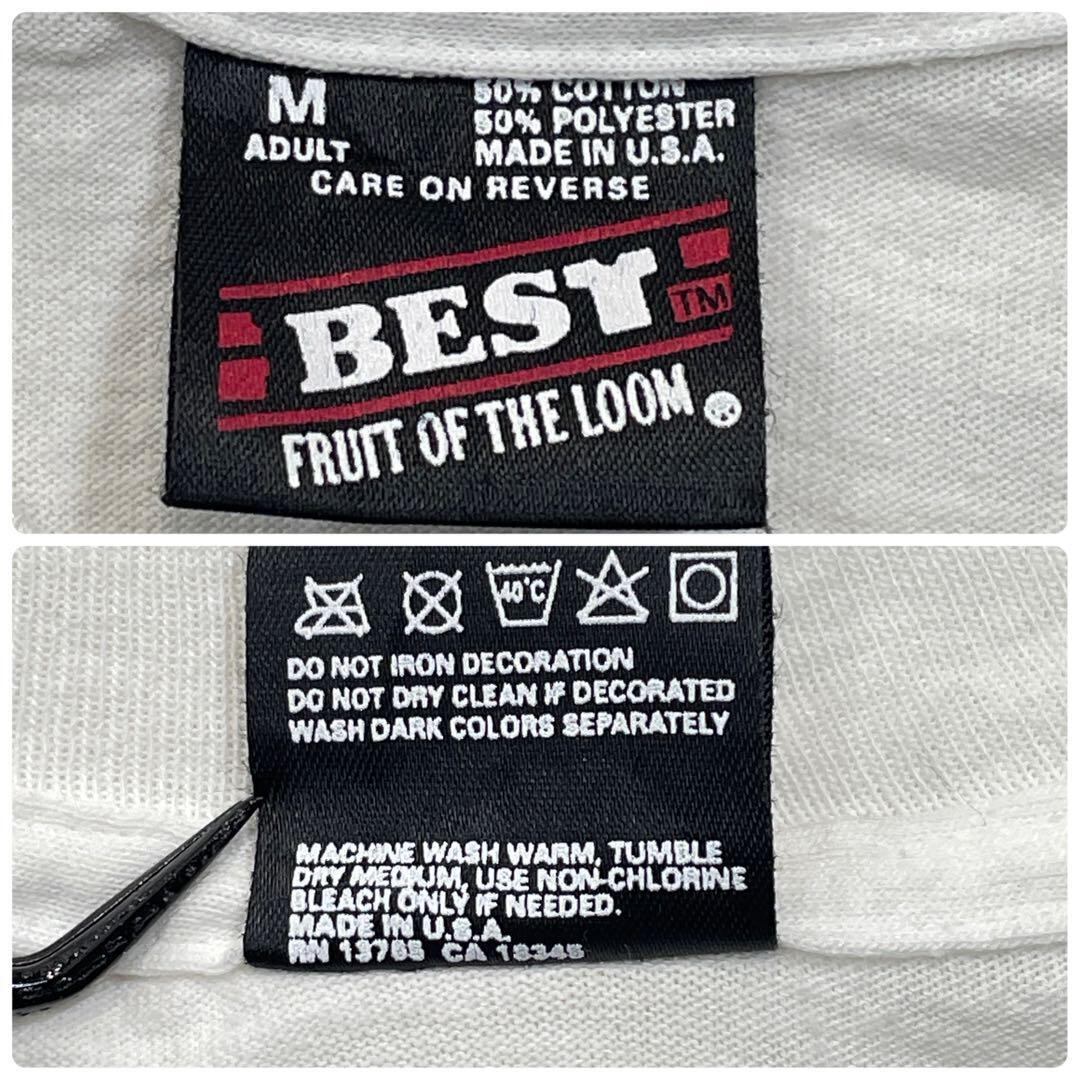 M
ADULT
50% COTTON
50% POLYESTER
MADE IN U.S.A.
CARE ON REVERSE
BEST TM
FRUIT OF THE LOOM ®
40°C
DO NOT IRON DECORATION
DO NOT DRY CLEAN IF DECORATED
WASH DARK COLORS SEPARATELY
MACHINE WASH WARM, TUMBLE
DRY MEDIUM, USE NON-CHLORINE
BLEACH ONLY IF NEEDED.
MADE IN U.S.A.
RN 13765 CA 18345